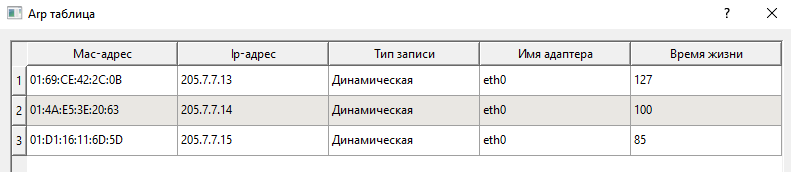 Arp таблица
? ✕
Mac-адрес Ip-адрес Тип записи Имя адаптера Время жизни
1 01:69:CE:42:2C:0B 205.7.7.13 Динамическая eth0 127
2 01:4A:E5:3E:20:63 205.7.7.14 Динамическая eth0 100
3 01:D1:16:11:6D:5D 205.7.7.15 Динамическая eth0 85